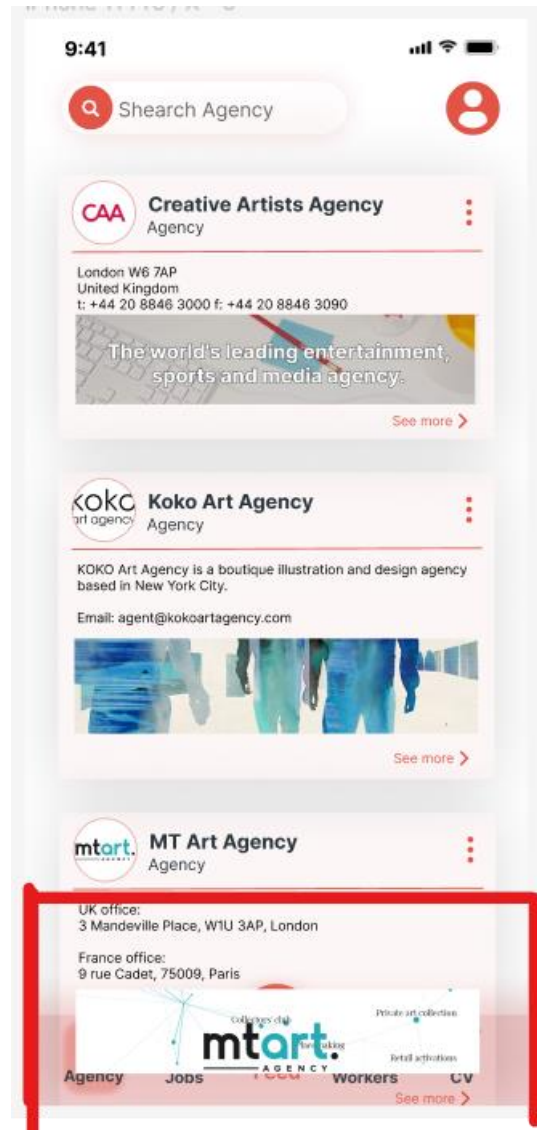 9:41
Shearch Agency
CAA
Creative Artists Agency
Agency
London W6 7AP
United Kingdom
t: +44 20 8846 3000 f: +44 20 8846 3090
The world's leading entertainment,
sports and media agency.
See more
KOKO
art agency
Koko Art Agency
Agency
KOKO Art Agency is a boutique illustration and design agency
based in New York City.
Email: agent@kokoartagency.com
See more
mtart.
AGENCY
MT Art Agency
Agency
UK office:
3 Mandeville Place, W1U 3AP, London
France office:
9 rue Cadet, 75009, Paris
Collectors' club
Private art collection
mtart.
AGENCY
Retail activations
Agency Jobs Feed Workers CV
See more